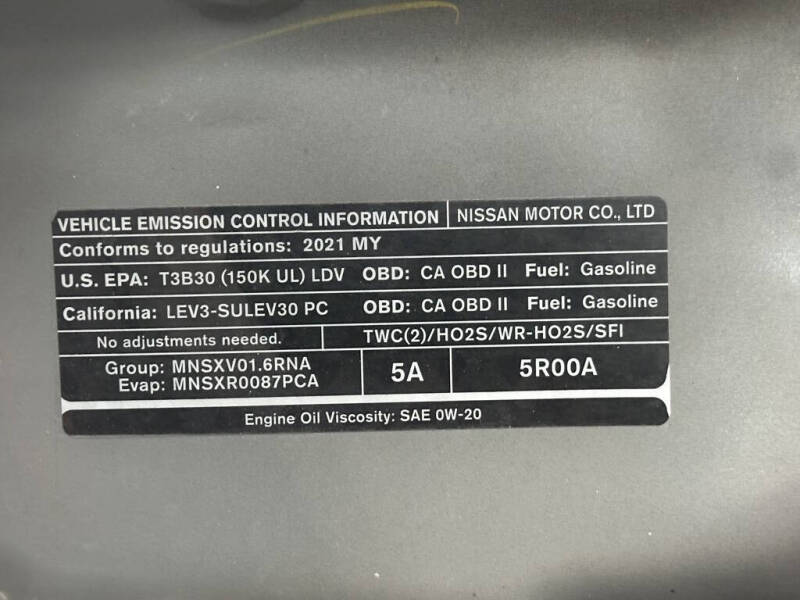 VEHICLE EMISSION CONTROL INFORMATION NISSAN MOTOR CO., LTD
Conforms to regulations: 2021 MY
U.S. EPA: T3B30 (150K UL) LDV OBD: CA OBD II Fuel: Gasoline
California: LEV3-SULEV30 PC OBD: CA OBD II Fuel: Gasoline
No adjustments needed. TWC(2)/HO2S/WR-HO2S/SFI
Group: MNSXV01.6RNA
Evap: MNSXR0087PCA
5A
5R00A
Engine Oil Viscosity: SAE 0W-20